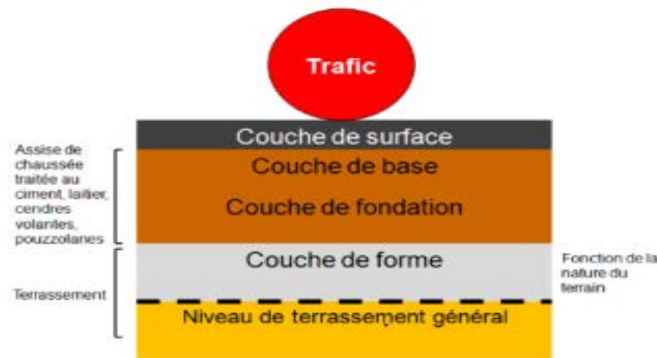 Trafic
Couche de surface
Assise de
chaussée
traitée au
ciment, laitier,
cendres
volantes,
pouzzolanes
Couche de base
Couche de fondation
Couche de forme
Fonction de la
nature du
terrain
Terrassement
Niveau de terrassement général